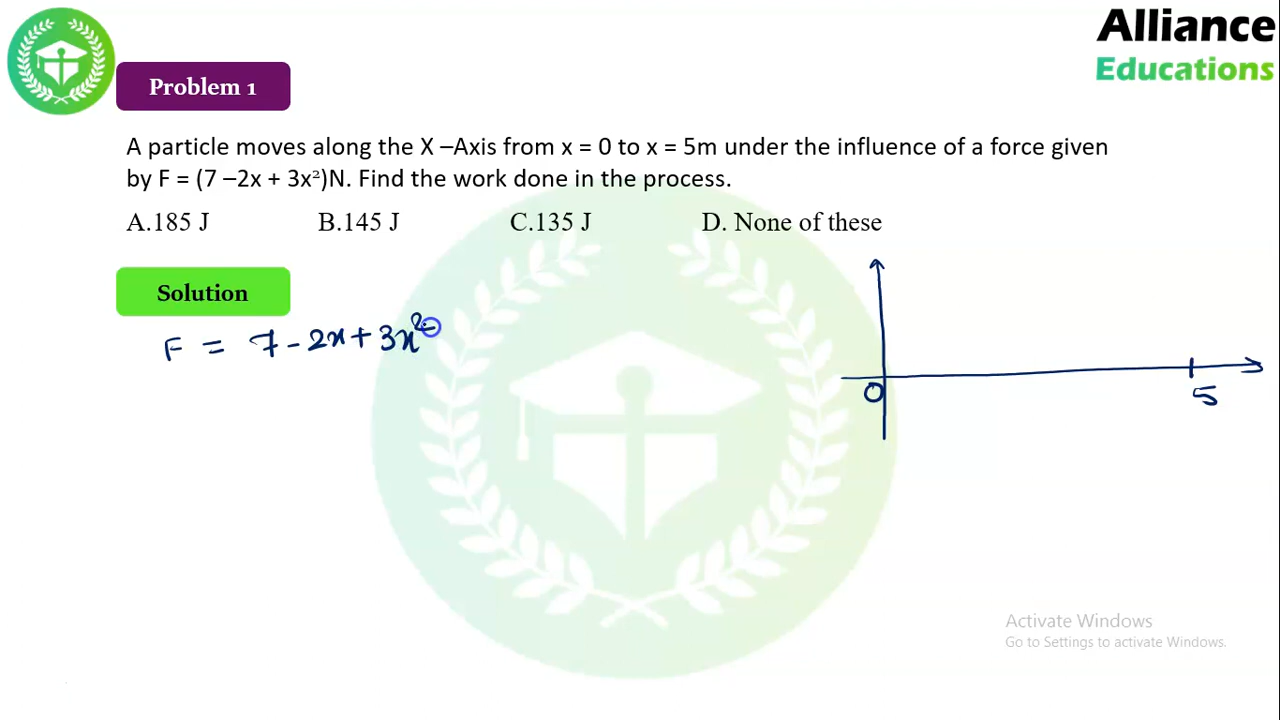 Alliance
Educations
Problem 1
A particle moves along the X –Axis from x = 0 to x = 5m under the influence of a force given
by F = (7 –2x + 3x²)N. Find the work done in the process.
A.185 J B.145 J C.135 J D. None of these
Solution
F = 7 - 2x + 3x²
0 5
Activate Windows
Go to Settings to activate Windows.